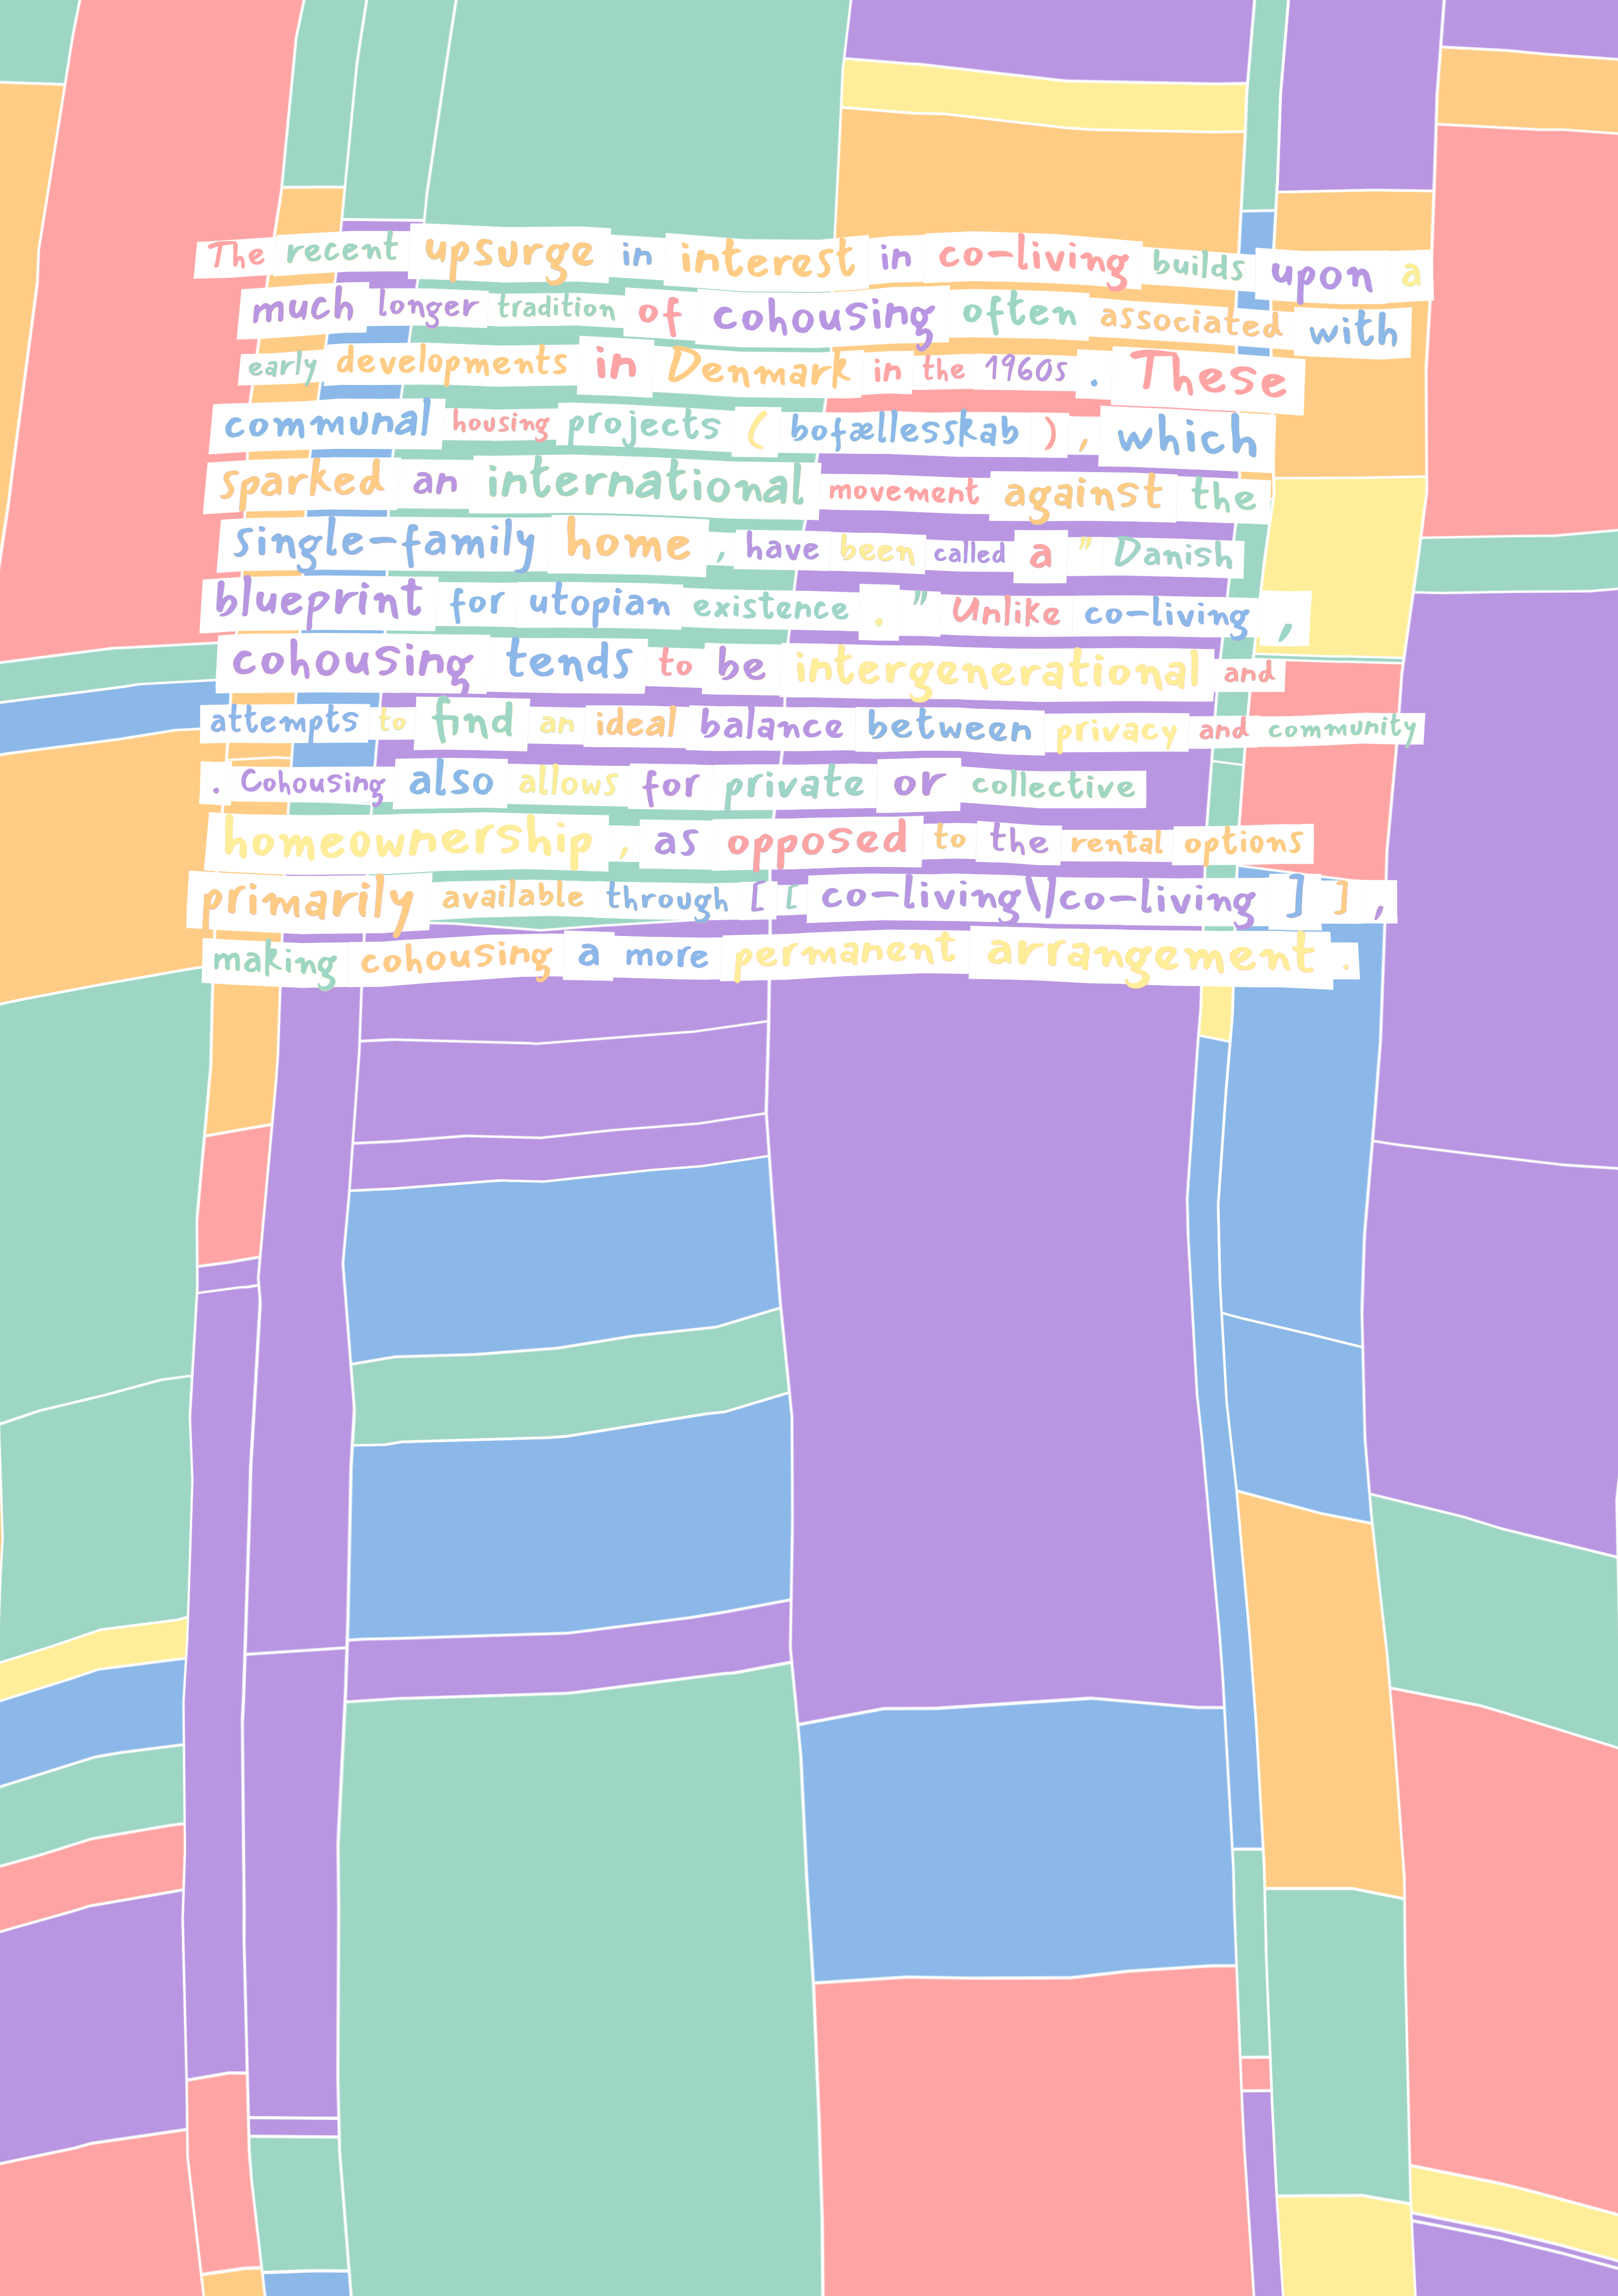 The recent upsurge in interest in co-living builds upon a
much longer tradition of cohousing often associated with
early developments in Denmark in the 1960s . These
communal housing projects ( bofællesskab ) , which
sparked an international movement against the
single-family home , have been called a " Danish
blueprint for utopian existence . " Unlike co-living ,
cohousing tends to be intergenerational and
attempts to find an ideal balance between privacy and community
. Cohousing also allows for private or collective
homeownership , as opposed to the rental options
primarily available through [ [ co-living\|co-living ] ] ,
making cohousing a more permanent arrangement .